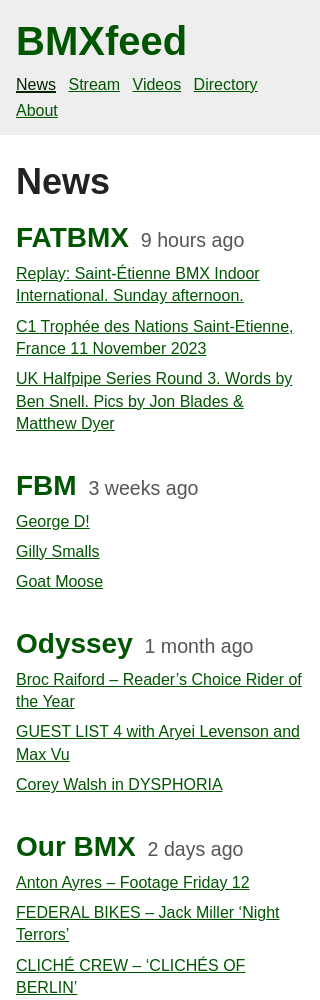 BMXfeed
News Stream Videos Directory
About
News
FATBMX 9 hours ago
Replay: Saint-Étienne BMX Indoor
International. Sunday afternoon.
C1 Trophée des Nations Saint-Etienne,
France 11 November 2023
UK Halfpipe Series Round 3. Words by
Ben Snell. Pics by Jon Blades &
Matthew Dyer
FBM 3 weeks ago
George D!
Gilly Smalls
Goat Moose
Odyssey 1 month ago
Broc Raiford – Reader’s Choice Rider of
the Year
GUEST LIST 4 with Aryei Levenson and
Max Vu
Corey Walsh in DYSPHORIA
Our BMX 2 days ago
Anton Ayres – Footage Friday 12
FEDERAL BIKES – Jack Miller ‘Night
Terrors’
CLICHÉ CREW – ‘CLICHÉS OF
BERLIN’